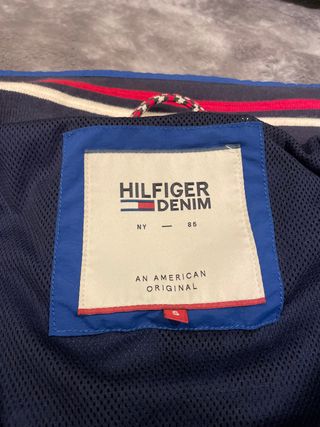 HILFIGER
DENIM
NY — 85
AN AMERICAN
ORIGINAL
S